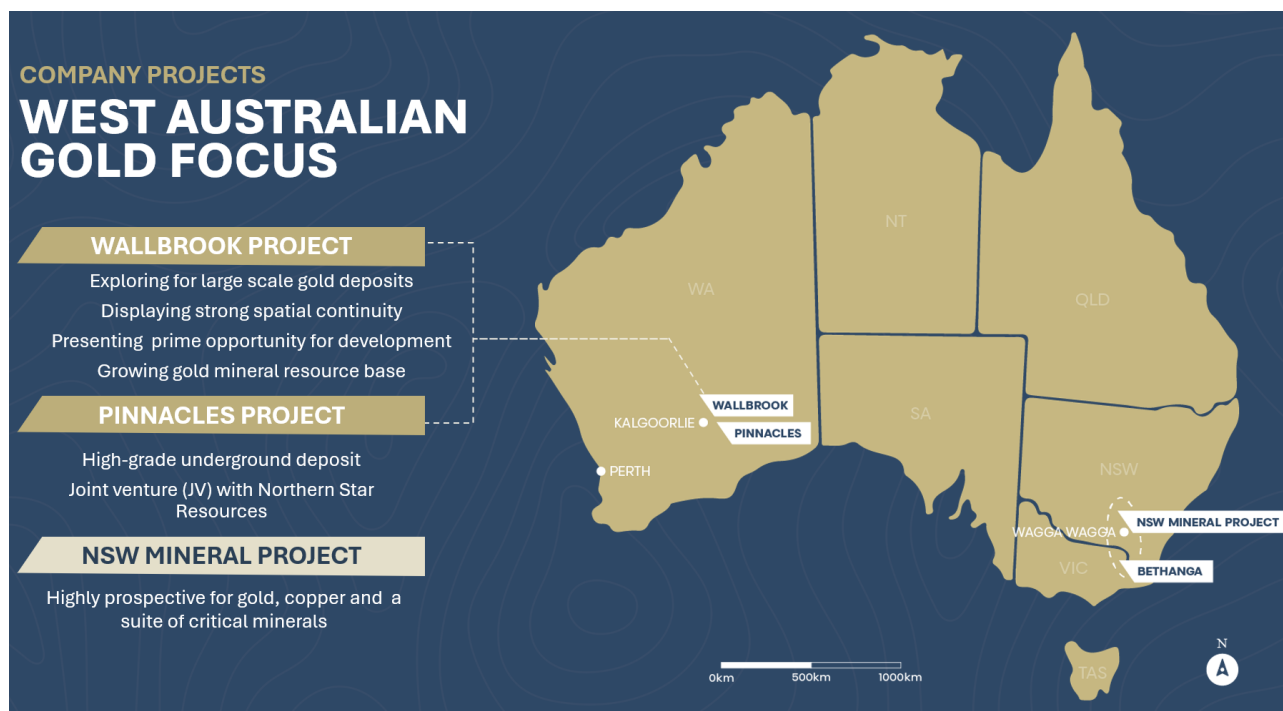 COMPANY PROJECTS
WEST AUSTRALIAN
GOLD FOCUS
WALLBROOK PROJECT
Exploring for large scale gold deposits
Displaying strong spatial continuity
Presenting  prime opportunity for development
Growing gold mineral resource base
PINNACLES PROJECT
High-grade underground deposit
Joint venture (JV) with Northern Star
Resources
NSW MINERAL PROJECT
Highly prospective for gold, copper and  a
suite of critical minerals
NT
WA
QLD
WALLBROOK
SA
KALGOORLIE
PINNACLES
PERTH
NSW
NSW MINERAL PROJECT
WAGGA WAGGA
VIC
BETHANGA
TAS
N
0km
500km
1000km